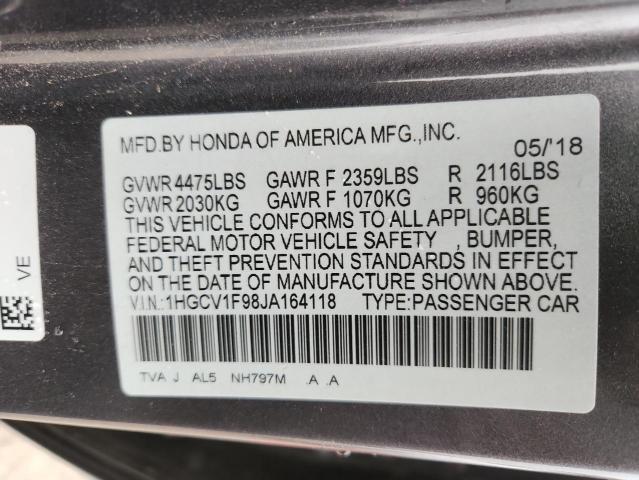 MFD.BY HONDA OF AMERICA MFG.,INC. 05/'18
GVWR 4475LBS GAWR F 2359LBS R 2116LBS
GVWR 2030KG GAWR F 1070KG R 960KG
THIS VEHICLE CONFORMS TO ALL APPLICABLE
FEDERAL MOTOR VEHICLE SAFETY , BUMPER,
AND THEFT PREVENTION STANDARDS IN EFFECT
ON THE DATE OF MANUFACTURE SHOWN ABOVE.
V.I.N.:1HGCV1F98JA164118 TYPE:PASSENGER CAR
TVA J AL5 NH797M .A .A
VE